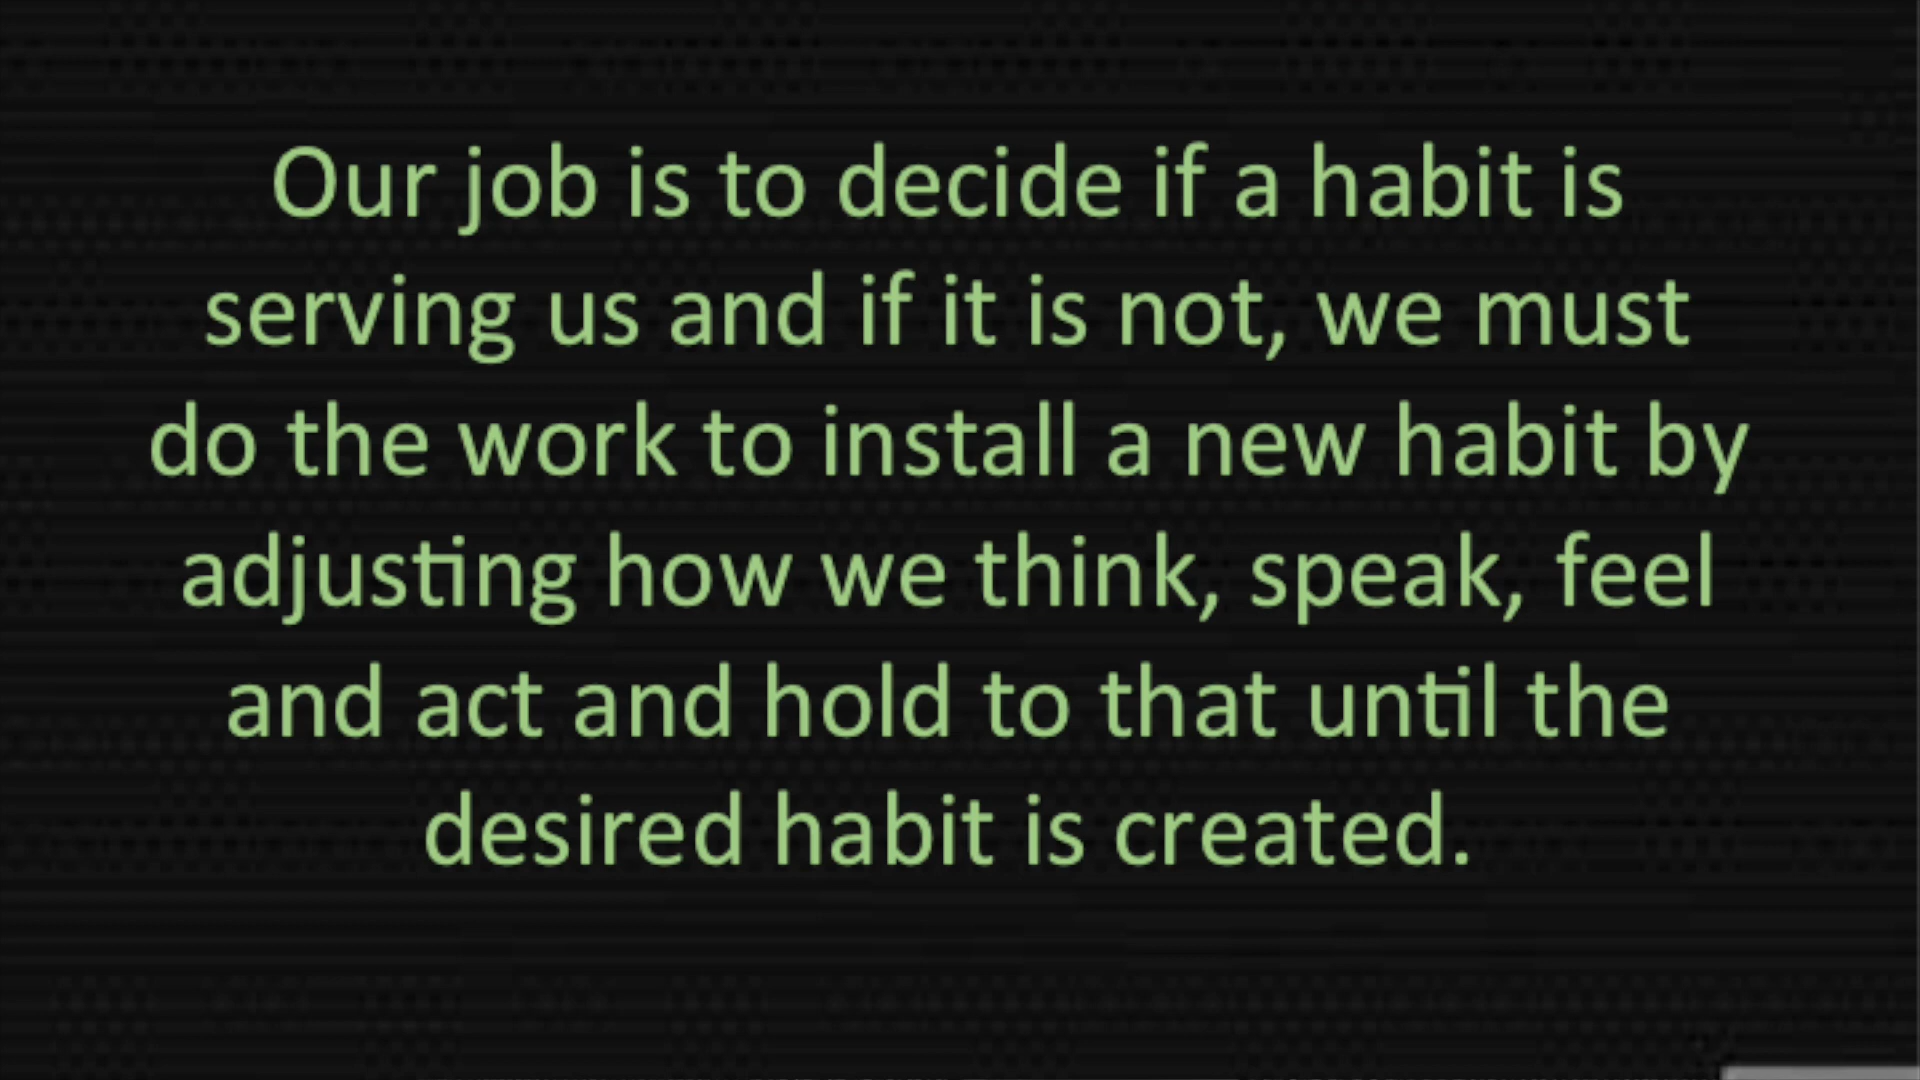 Our job is to decide if a habit is
serving us and if it is not, we must
do the work to install a new habit by
adjusting how we think, speak, feel
and act and hold to that until the
desired habit is created.